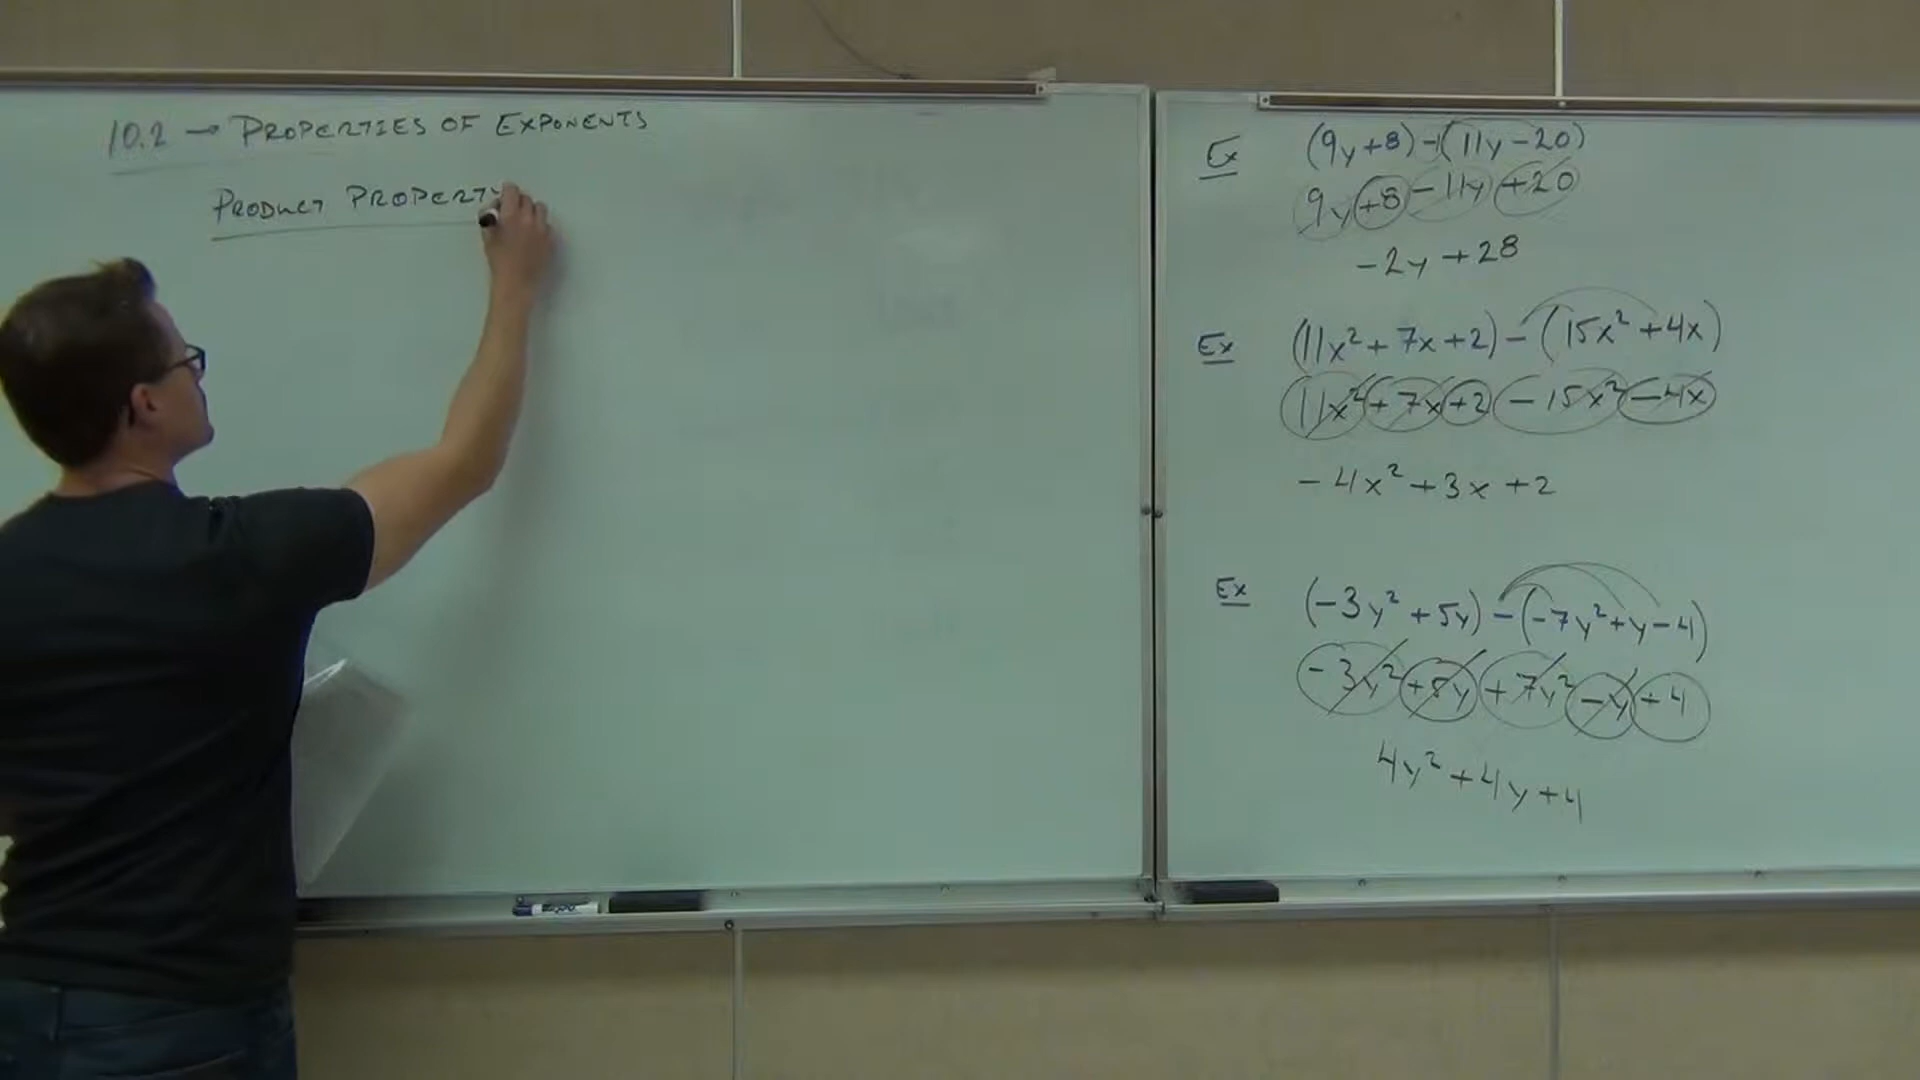 10.2 → PROPERTIES OF EXPONENTS
PRODUCT PROPERTY
Ex (9y+8)-(11y-20)
9y+8-11y+20
-2y+28
Ex (11x²+7x+2)-(15x²+4x)
11x²+7x+2-15x²-4x
-4x²+3x+2
Ex (-3y²+5y)-(-7y²+y-4)
-3y²+5y+7y²-y+4
4y²+4y+4